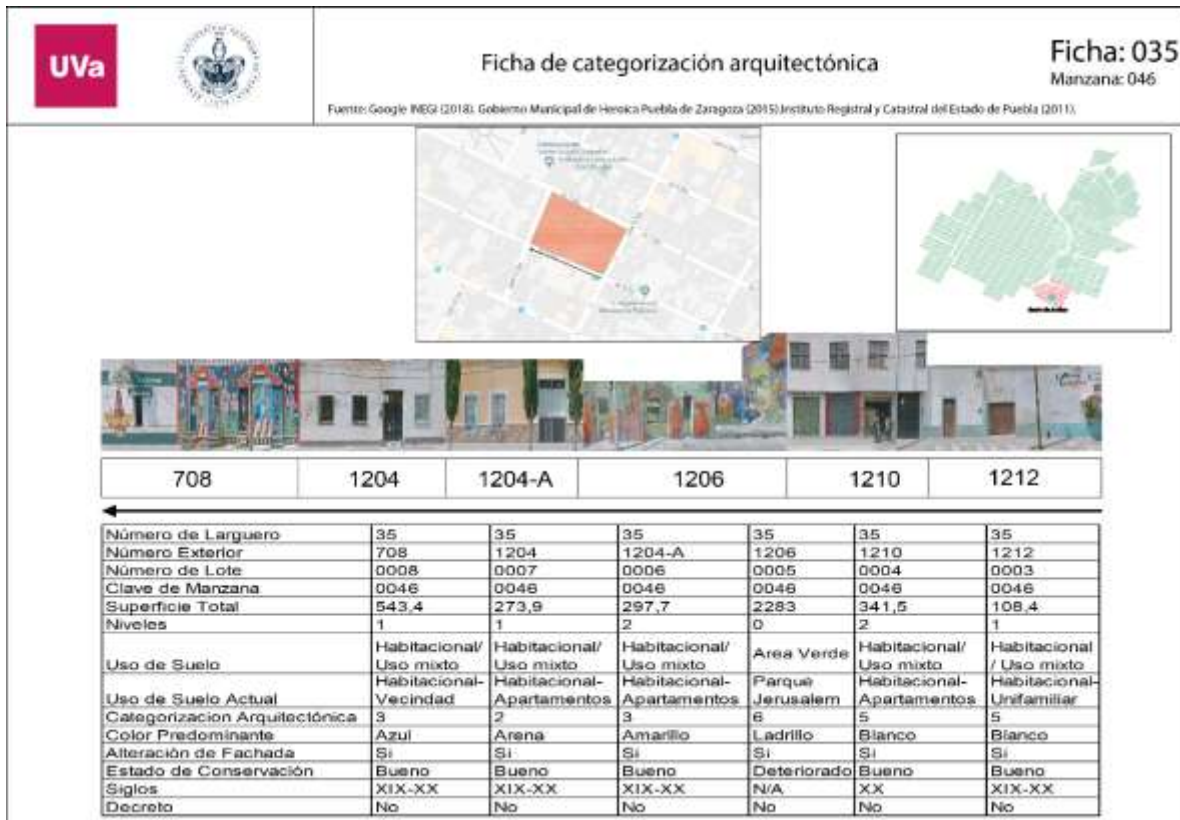 UVa
Ficha de categorización arquitectónica
Ficha: 035
Manzana: 046
Fuente: Google INEGI (2018). Gobierno Municipal de Heroica Puebla de Zaragoza (2015).Instituto Registral y Catastral del Estado de Puebla (2011).
708 1204 1204-A 1206 1210 1212
Número de Larguero 35 35 35 35 35 35
Número Exterior 708 1204 1204-A 1206 1210 1212
Número de Lote 0008 0007 0006 0005 0004 0003
Clave de Manzana 0046 0046 0046 0046 0046 0046
Superficie Total 543,4 273,9 297,7 2283 341,5 108,4
Niveles 1 1 2 0 2 1
Uso de Suelo Habitacional/ Uso mixto Habitacional/ Uso mixto Habitacional/ Uso mixto Area Verde Habitacional/ Uso mixto Habitacional / Uso mixto
Uso de Suelo Actual Habitacional- Vecindad Habitacional- Apartamentos Habitacional- Apartamentos Parque Jerusalem Habitacional- Apartamentos Habitacional- Unifamiliar
Categorizacion Arquitectónica 3 2 3 6 5 5
Color Predominante Azul Arena Amarillo Ladrillo Blanco Blanco
Alteración de Fachada Si Si Si Si Si Si
Estado de Conservación Bueno Bueno Bueno Deteriorado Bueno Bueno
Siglos XIX-XX XIX-XX XIX-XX N/A XX XIX-XX
Decreto No No No No No No